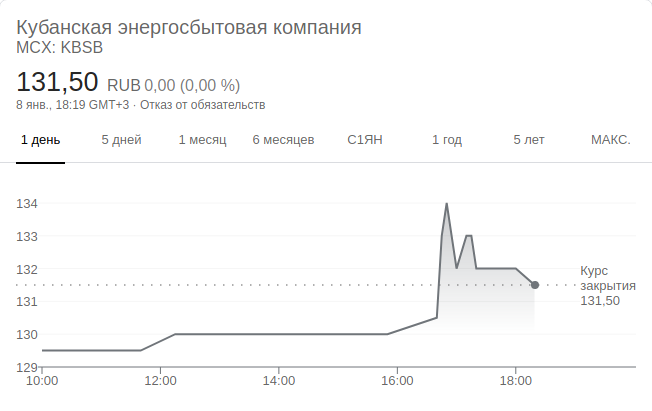 Кубанская энергосбытовая компания
MCX: KBSB
131,50 RUB 0,00 (0,00 %)
8 янв., 18:19 GMT+3 · Отказ от обязательств
1 день 5 дней 1 месяц 6 месяцев С1ЯН 1 год 5 лет МАКС.
134
133
132
131
130
129
Курс
закрытия
131,50
10:00 12:00 14:00 16:00 18:00